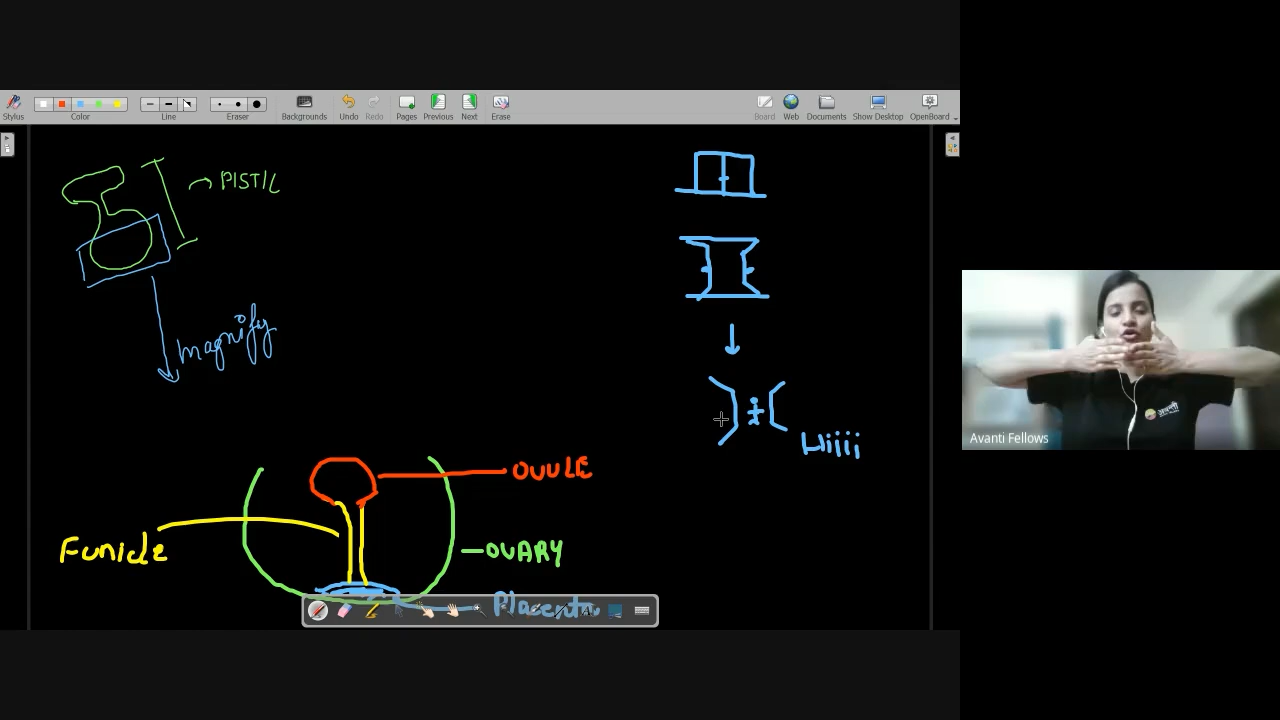 Stylus
Color
Line
Eraser
Backgrounds
Undo
Redo
Pages
Previous
Next
Erase
Board
Web
Documents
Show Desktop
OpenBoard
PISTIL
Magnify
Hiiii
OVULE
Funicle
OVARY
Placenta
अवन्ती
Avanti Fellows